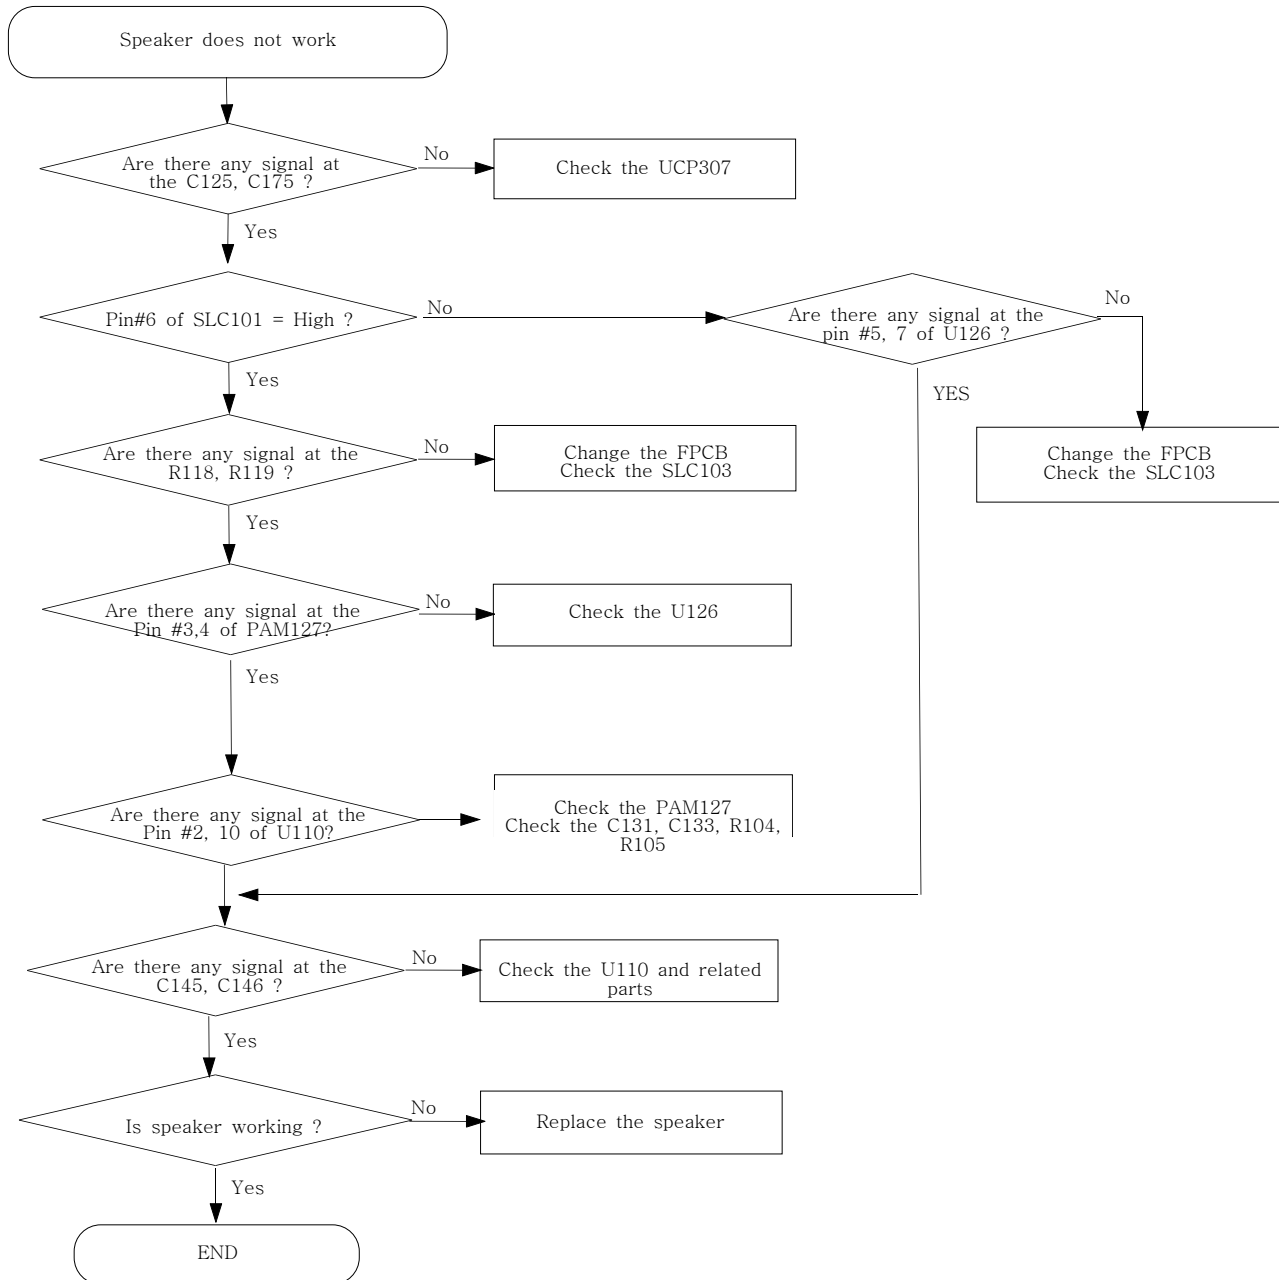 Speaker does not work
Are there any signal at
the C125, C175 ?
No
Check the UCP307
Yes
Pin#6 of SLC101 = High ?
No
Are there any signal at the
pin #5, 7 of U126 ?
No
YES
Change the FPCB
Check the SLC103
Yes
Are there any signal at the
R118, R119 ?
No
Change the FPCB
Check the SLC103
Yes
Are there any signal at the
Pin #3,4 of PAM127?
No
Check the U126
Yes
Are there any signal at the
Pin #2, 10 of U110?
Check the PAM127
Check the C131, C133, R104,
R105
Are there any signal at the
C145, C146 ?
No
Check the U110 and related
parts
Yes
Is speaker working ?
No
Replace the speaker
Yes
END